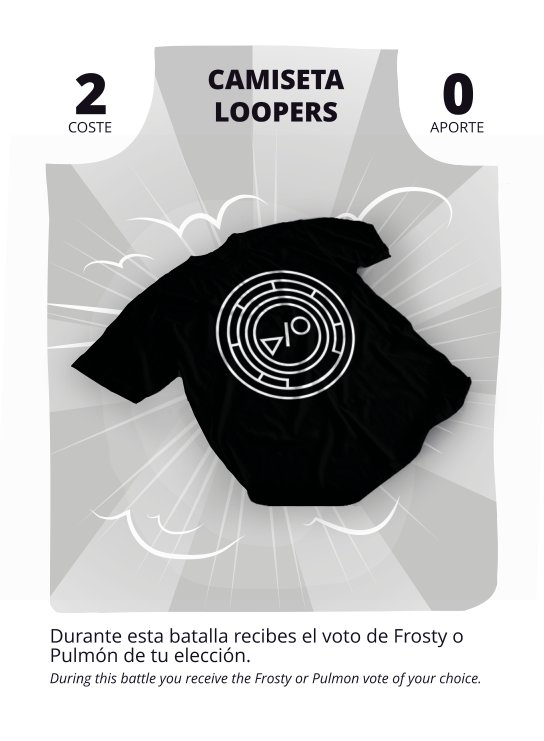 2
COSTE
CAMISETA
LOOPERS
0
APORTE
Durante esta batalla recibes el voto de Frosty o
Pulmón de tu elección.
During this battle you receive the Frosty or Pulmon vote of your choice.